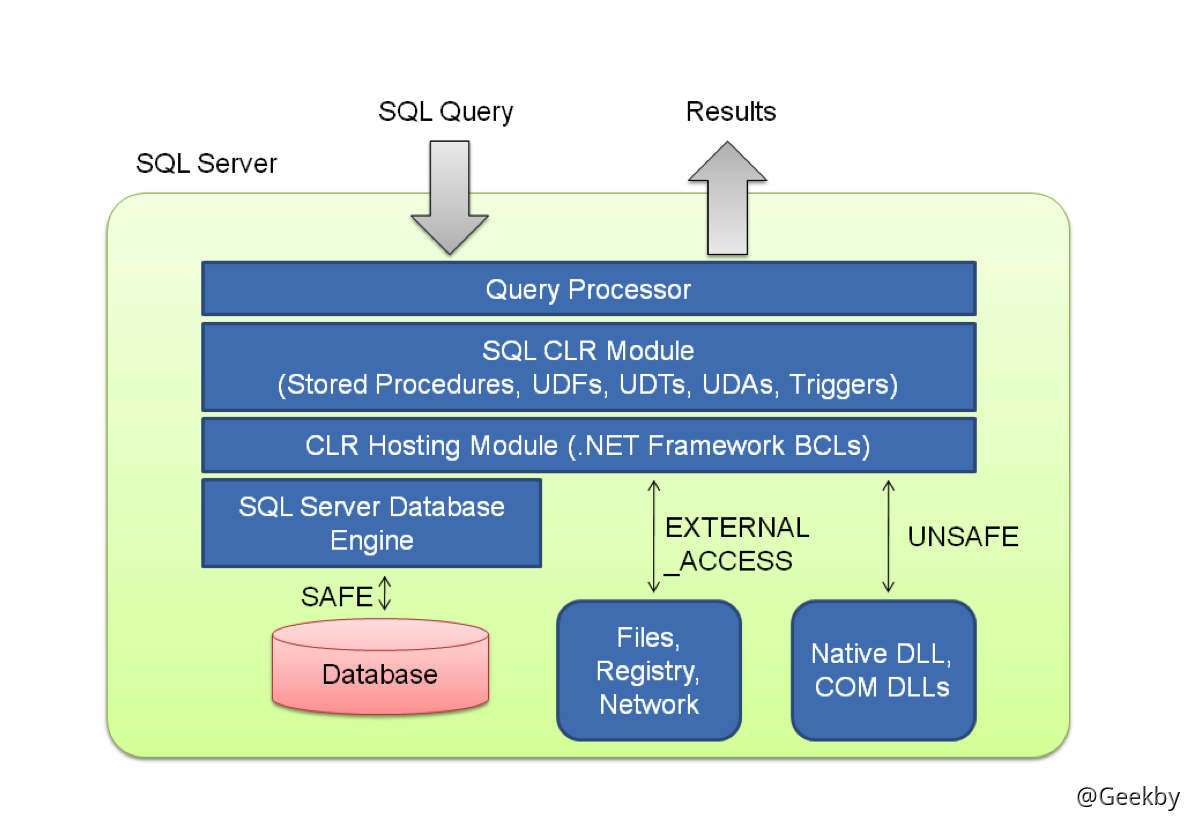 SQL Query
Results
SQL Server
Query Processor
SQL CLR Module
(Stored Procedures, UDFs, UDTs, UDAs, Triggers)
CLR Hosting Module (.NET Framework BCLs)
SQL Server Database
Engine
EXTERNAL
_ACCESS
UNSAFE
SAFE
Database
Files,
Registry,
Network
Native DLL,
COM DLLs
@Geekby